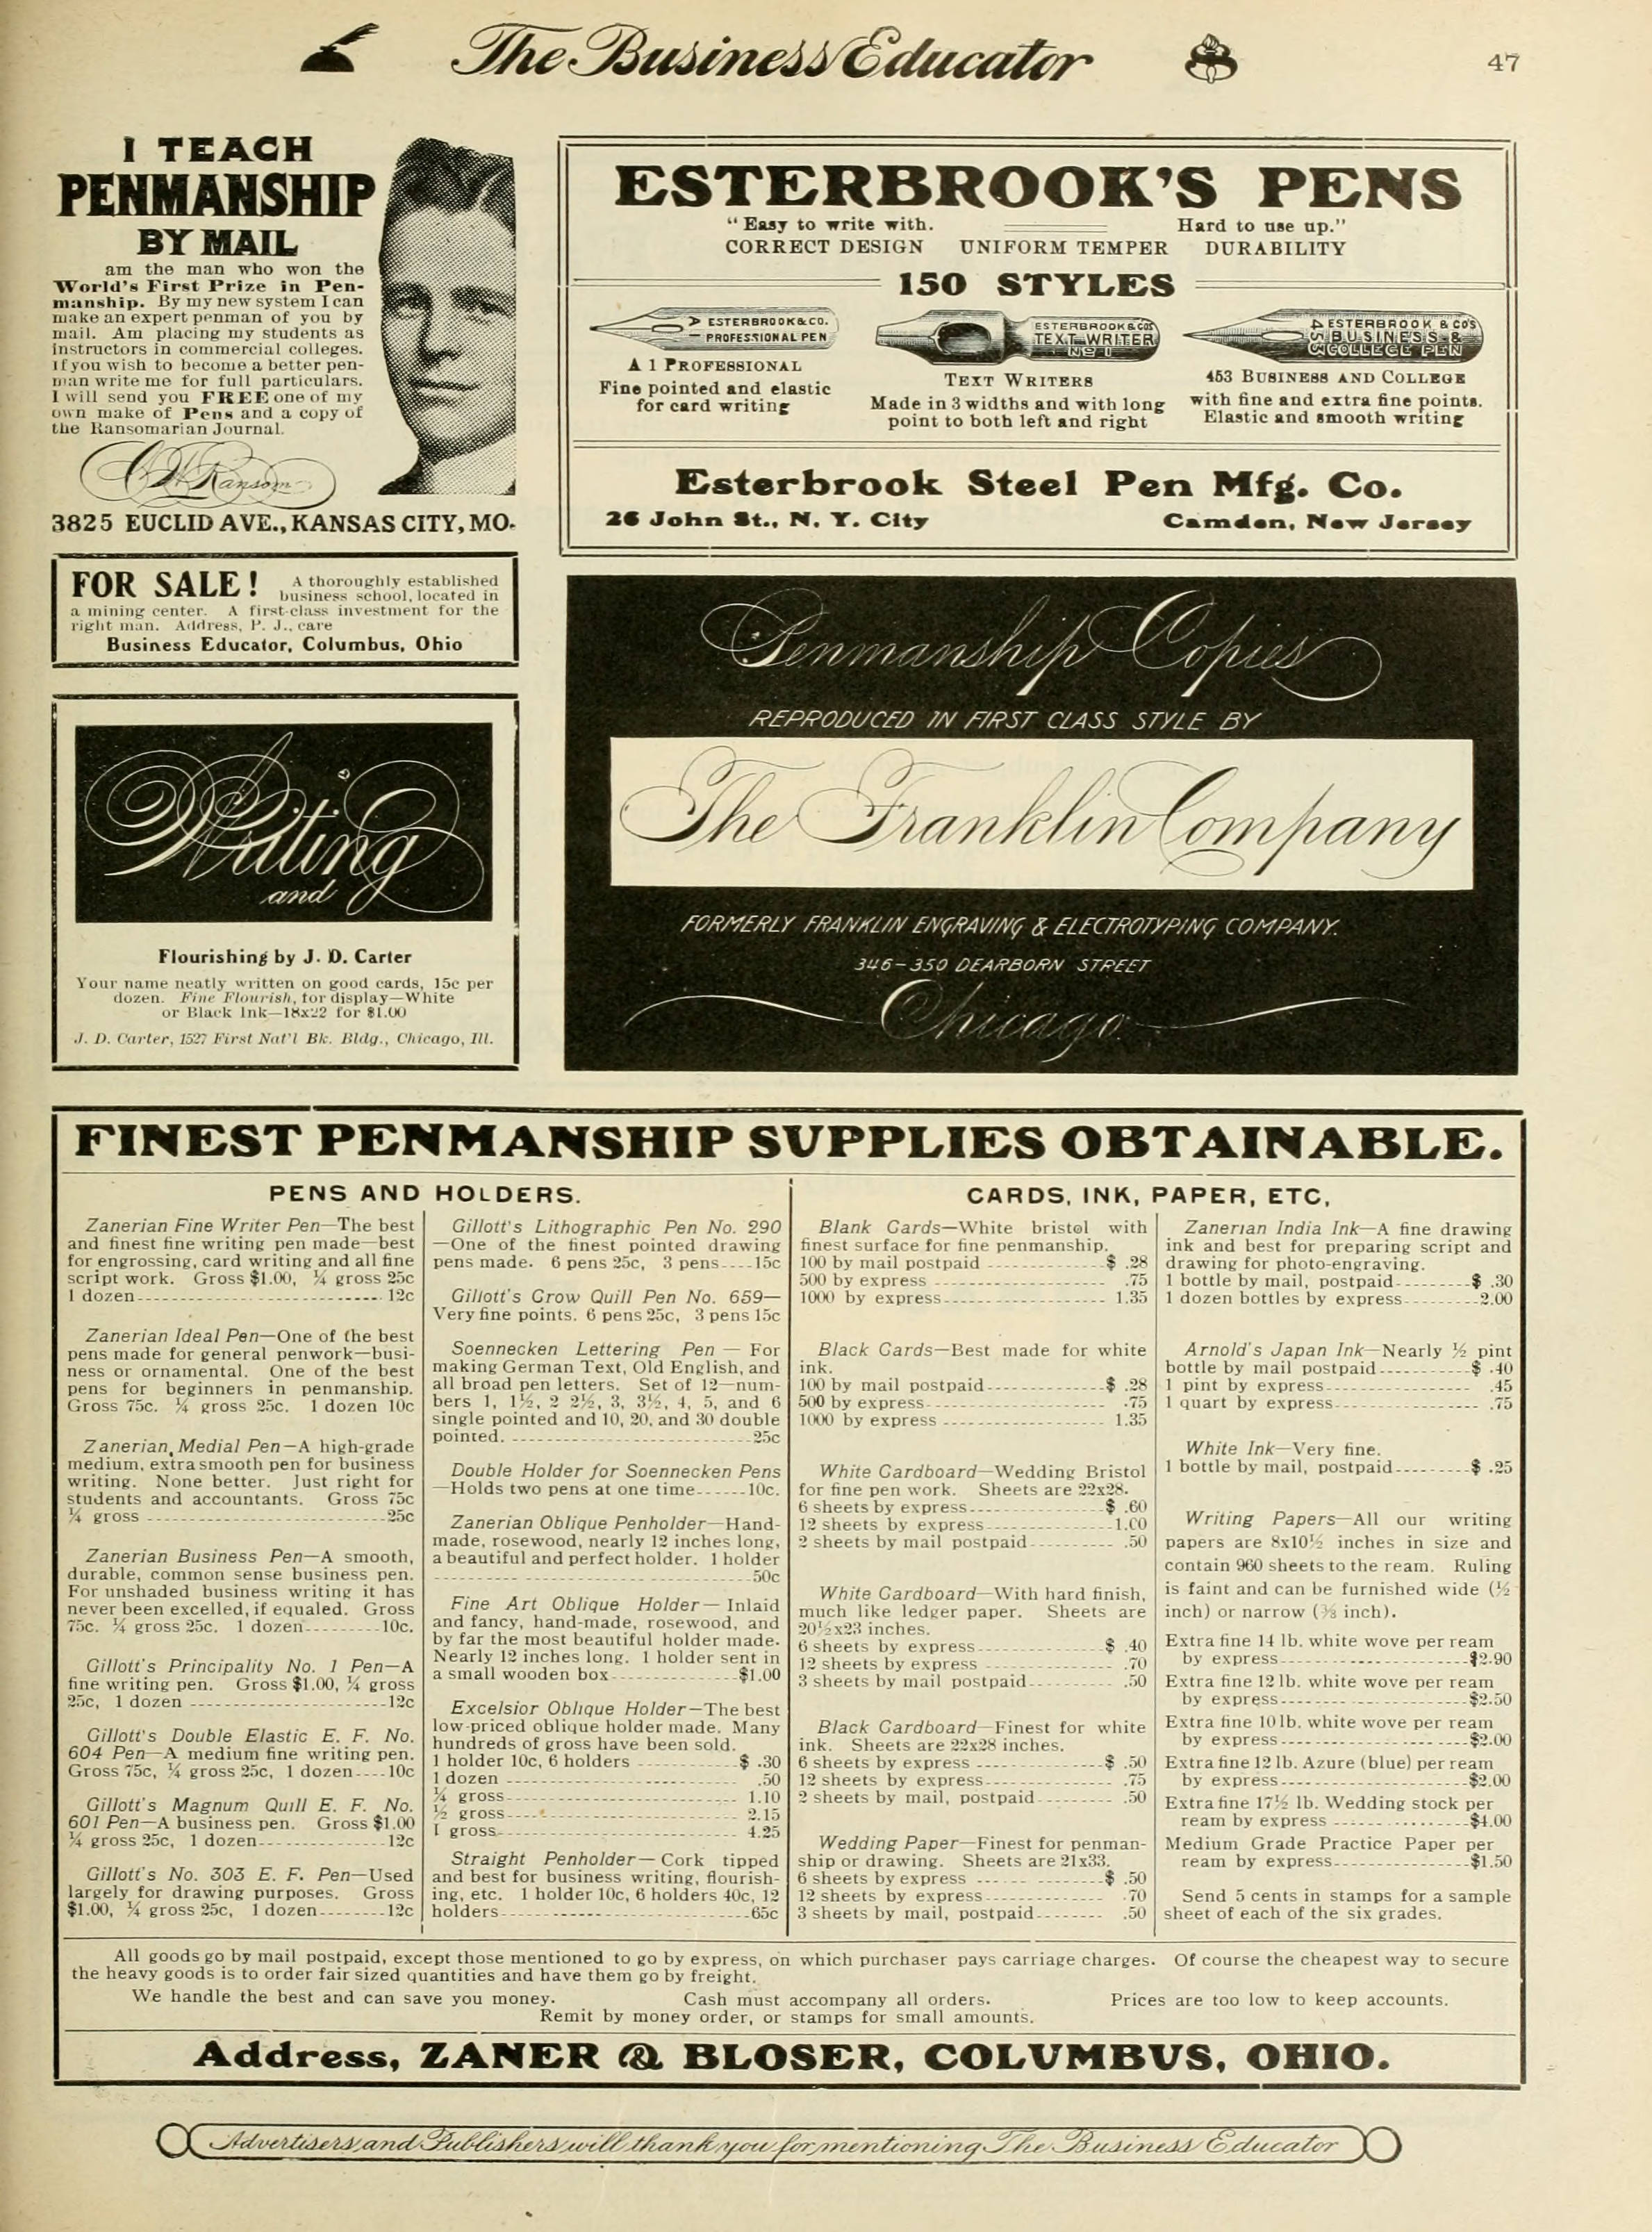 The Business Educator
47
I TEACH
PENMANSHIP
BY MAIL
am the man who won the
World's First Prize in Pen-
manship. By my new system I can
make an expert penman of you by
mail. Am placing my students as
instructors in commercial colleges.
If you wish to become a better pen-
man write me for full particulars.
I will send you FREE one of my
own make of Pens and a copy of
the Ransomarian Journal.
Ransom
3825 EUCLID AVE., KANSAS CITY, MO.
FOR SALE! A thoroughly established
business school, located in
a mining center. A first-class investment for the
right man. Address, P. J., care
Business Educator, Columbus, Ohio
Writing
and
Flourishing by J. D. Carter
Your name neatly written on good cards, 15c per
dozen. Fine Flourish, for display—White
or Black Ink—18x22 for $1.00
J. D. Carter, 1527 First Nat'l Bk. Bldg., Chicago, Ill.
ESTERBROOK'S PENS
"Easy to write with. Hard to use up."
CORRECT DESIGN UNIFORM TEMPER DURABILITY
150 STYLES
ESTERBROOK & CO.
PROFESSIONAL PEN
A 1 PROFESSIONAL
Fine pointed and elastic
for card writing
ESTERBROOK & COS
TEXT WRITER
No 1
TEXT WRITERS
Made in 3 widths and with long
point to both left and right
ESTERBROOK & CO'S
BUSINESS &
COLLEGE PEN
453
453 BUSINESS AND COLLEGE
with fine and extra fine points.
Elastic and smooth writing
Esterbrook Steel Pen Mfg. Co.
26 John St., N. Y. City Camden, New Jersey
Penmanship Copies
REPRODUCED IN FIRST CLASS STYLE BY
The Franklin Company
FORMERLY FRANKLIN ENGRAVING & ELECTROTYPING COMPANY.
346-350 DEARBORN STREET
Chicago.
FINEST PENMANSHIP SUPPLIES OBTAINABLE.
PENS AND HOLDERS.
Zanerian Fine Writer Pen—The best
and finest fine writing pen made—best
for engrossing, card writing and all fine
script work. Gross $1.00, ¼ gross 25c
1 dozen 12c
Zanerian Ideal Pen—One of the best
pens made for general penwork—busi-
ness or ornamental. One of the best
pens for beginners in penmanship.
Gross 75c. ¼ gross 25c. 1 dozen 10c
Zanerian Medial Pen—A high-grade
medium, extra smooth pen for business
writing. None better. Just right for
students and accountants. Gross 75c
¼ gross 25c
Zanerian Business Pen—A smooth,
durable, common sense business pen.
For unshaded business writing it has
never been excelled, if equaled. Gross
75c. ¼ gross 25c. 1 dozen 10c.
Gillott's Principality No. 1 Pen—A
fine writing pen. Gross $1.00, ¼ gross
25c, 1 dozen 12c
Gillott's Double Elastic E. F. No.
604 Pen—A medium fine writing pen.
Gross 75c, ¼ gross 25c, 1 dozen 10c
Gillott's Magnum Quill E. F. No.
601 Pen—A business pen. Gross $1.00
¼ gross 25c, 1 dozen 12c
Gillott's No. 303 E. F. Pen—Used
largely for drawing purposes. Gross
$1.00, ¼ gross 25c, 1 dozen 12c
Gillott's Lithographic Pen No. 290
—One of the finest pointed drawing
pens made. 6 pens 25c, 3 pens 15c
Gillott's Crow Quill Pen No. 659—
Very fine points. 6 pens 25c, 3 pens 15c
Soennecken Lettering Pen — For
making German Text, Old English, and
all broad pen letters. Set of 12—num-
bers 1, 1½, 2 2½, 3, 3½, 4, 5, and 6
single pointed and 10, 20, and 30 double
pointed. 25c
Double Holder for Soennecken Pens
—Holds two pens at one time 10c.
Zanerian Oblique Penholder—Hand-
made, rosewood, nearly 12 inches long,
a beautiful and perfect holder. 1 holder
50c
Fine Art Oblique Holder— Inlaid
and fancy, hand-made, rosewood, and
by far the most beautiful holder made.
Nearly 12 inches long. 1 holder sent in
a small wooden box $1.00
Excelsior Oblique Holder—The best
low-priced oblique holder made. Many
hundreds of gross have been sold.
1 holder 10c, 6 holders $ .30
1 dozen .50
¼ gross 1.10
½ gross 2.15
1 gross 4.25
Straight Penholder— Cork tipped
and best for business writing, flourish-
ing, etc. 1 holder 10c, 6 holders 40c, 12
holders 65c
CARDS, INK, PAPER, ETC,
Blank Cards—White bristol with
finest surface for fine penmanship.
100 by mail postpaid $ .28
500 by express .75
1000 by express 1.35
Black Cards—Best made for white
ink.
100 by mail postpaid $ .28
500 by express .75
1000 by express 1.35
White Cardboard—Wedding Bristol
for fine pen work. Sheets are 22x28.
6 sheets by express $ .60
12 sheets by express 1.00
2 sheets by mail postpaid .50
White Cardboard—With hard finish,
much like ledger paper. Sheets are
20½x23 inches.
6 sheets by express $ .40
12 sheets by express .70
3 sheets by mail postpaid .50
Black Cardboard—Finest for white
ink. Sheets are 22x28 inches.
6 sheets by express $ .50
12 sheets by express .75
2 sheets by mail, postpaid .50
Wedding Paper—Finest for penman-
ship or drawing. Sheets are 21x33.
6 sheets by express $ .50
12 sheets by express .70
3 sheets by mail, postpaid .50
Zanerian India Ink—A fine drawing
ink and best for preparing script and
drawing for photo-engraving.
1 bottle by mail, postpaid $ .30
1 dozen bottles by express 2.00
Arnold's Japan Ink—Nearly ½ pint
bottle by mail postpaid $ .40
1 pint by express .45
1 quart by express .75
White Ink—Very fine.
1 bottle by mail, postpaid $ .25
Writing Papers—All our writing
papers are 8x10½ inches in size and
contain 960 sheets to the ream. Ruling
is faint and can be furnished wide (½
inch) or narrow (⅜ inch).
Extra fine 14 lb. white wove per ream
by express $2.90
Extra fine 12 lb. white wove per ream
by express $2.50
Extra fine 10 lb. white wove per ream
by express $2.00
Extra fine 12 lb. Azure (blue) per ream
by express $2.00
Extra fine 17½ lb. Wedding stock per
ream by express $4.00
Medium Grade Practice Paper per
ream by express $1.50
Send 5 cents in stamps for a sample
sheet of each of the six grades.
All goods go by mail postpaid, except those mentioned to go by express, on which purchaser pays carriage charges. Of course the cheapest way to secure
the heavy goods is to order fair sized quantities and have them go by freight.
We handle the best and can save you money. Cash must accompany all orders. Prices are too low to keep accounts.
Remit by money order, or stamps for small amounts.
Address, ZANER & BLOSER, COLUMBUS, OHIO.
Advertisers and Publishers will thank you for mentioning The Business Educator